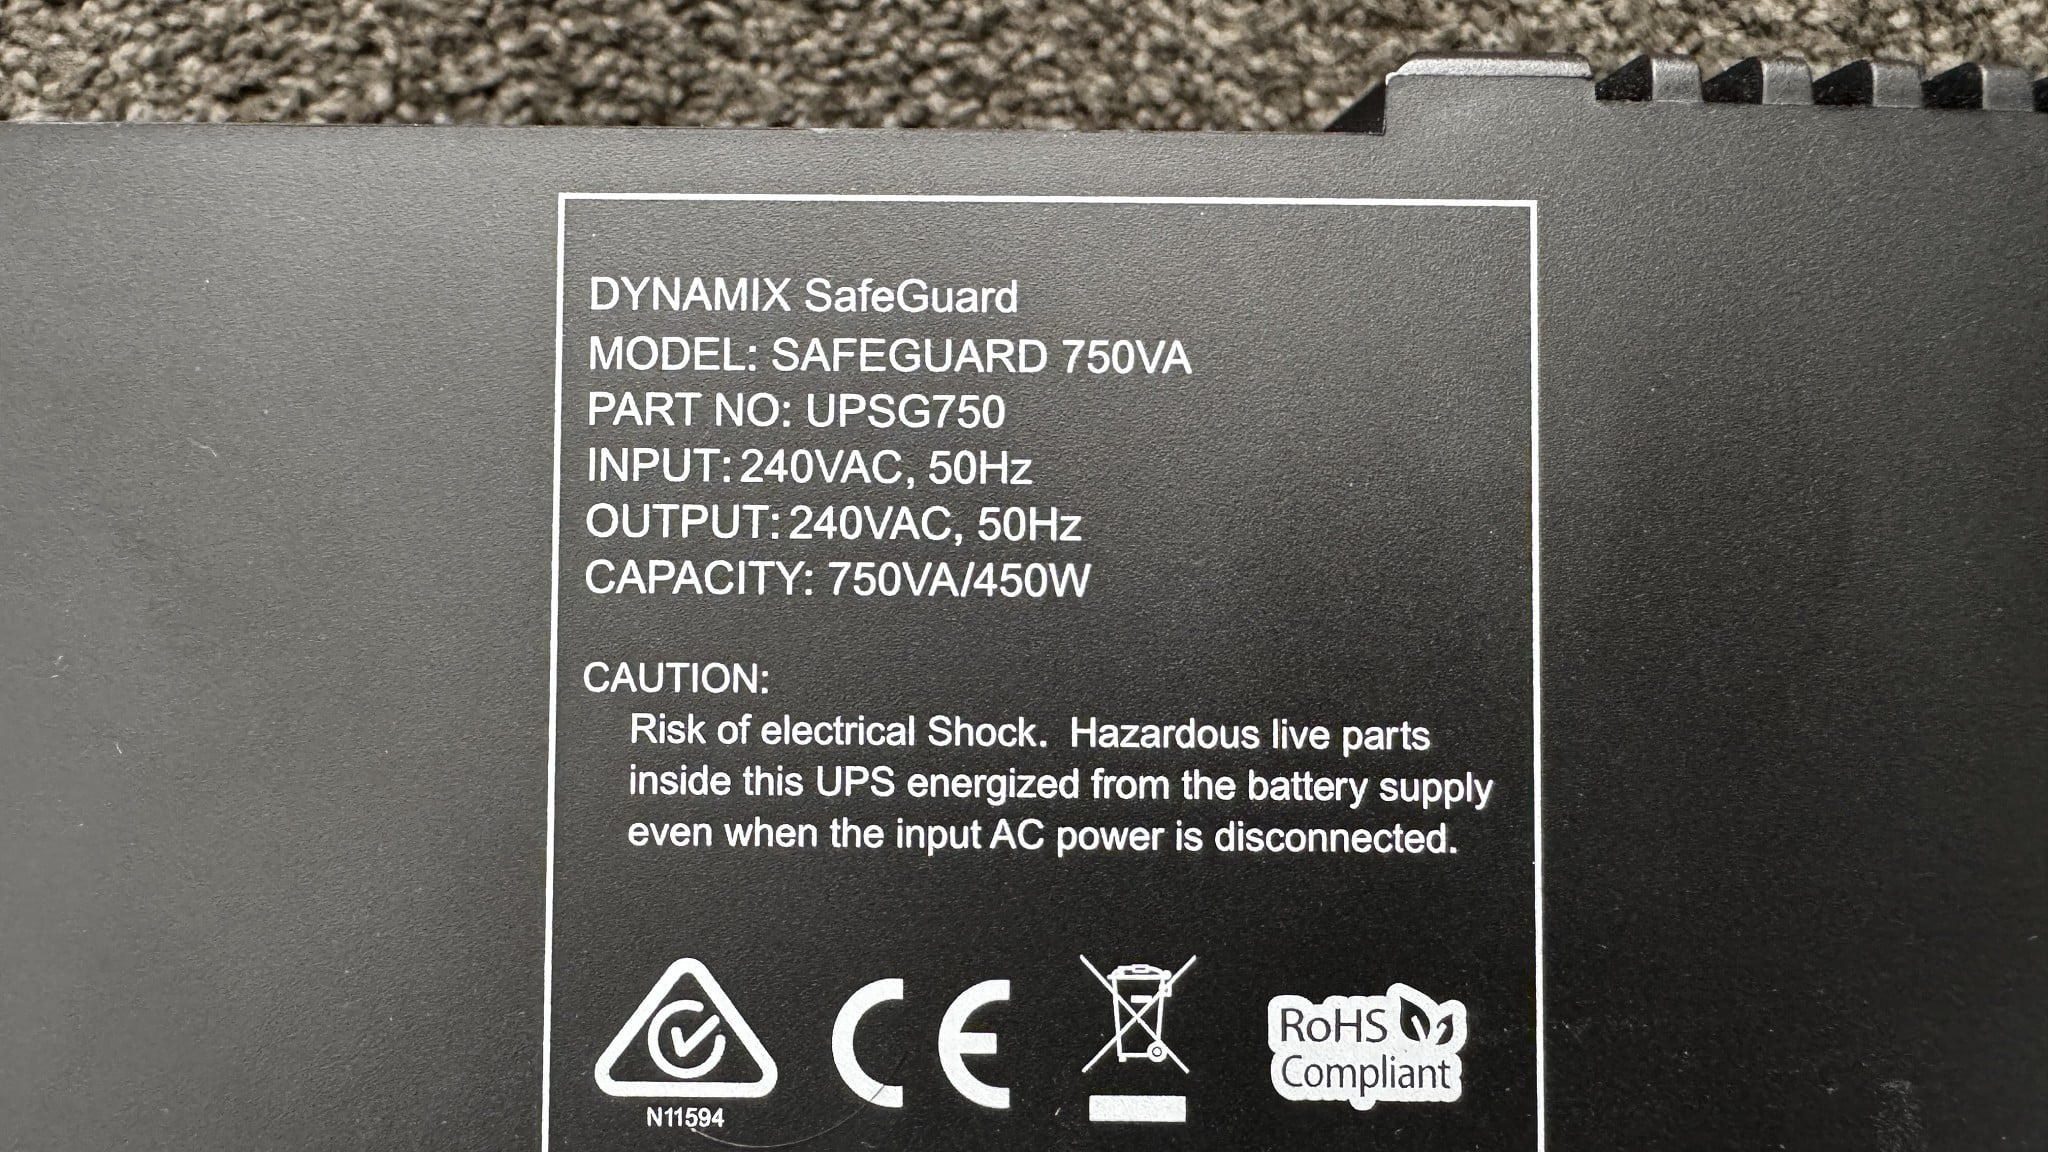 DYNAMIX SafeGuard
MODEL: SAFEGUARD 750VA
PART NO: UPSG750
INPUT: 240VAC, 50Hz
OUTPUT: 240VAC, 50Hz
CAPACITY: 750VA/450W
CAUTION:
Risk of electrical Shock. Hazardous live parts
inside this UPS energized from the battery supply
even when the input AC power is disconnected.
N11594
CE
RoHS
Compliant